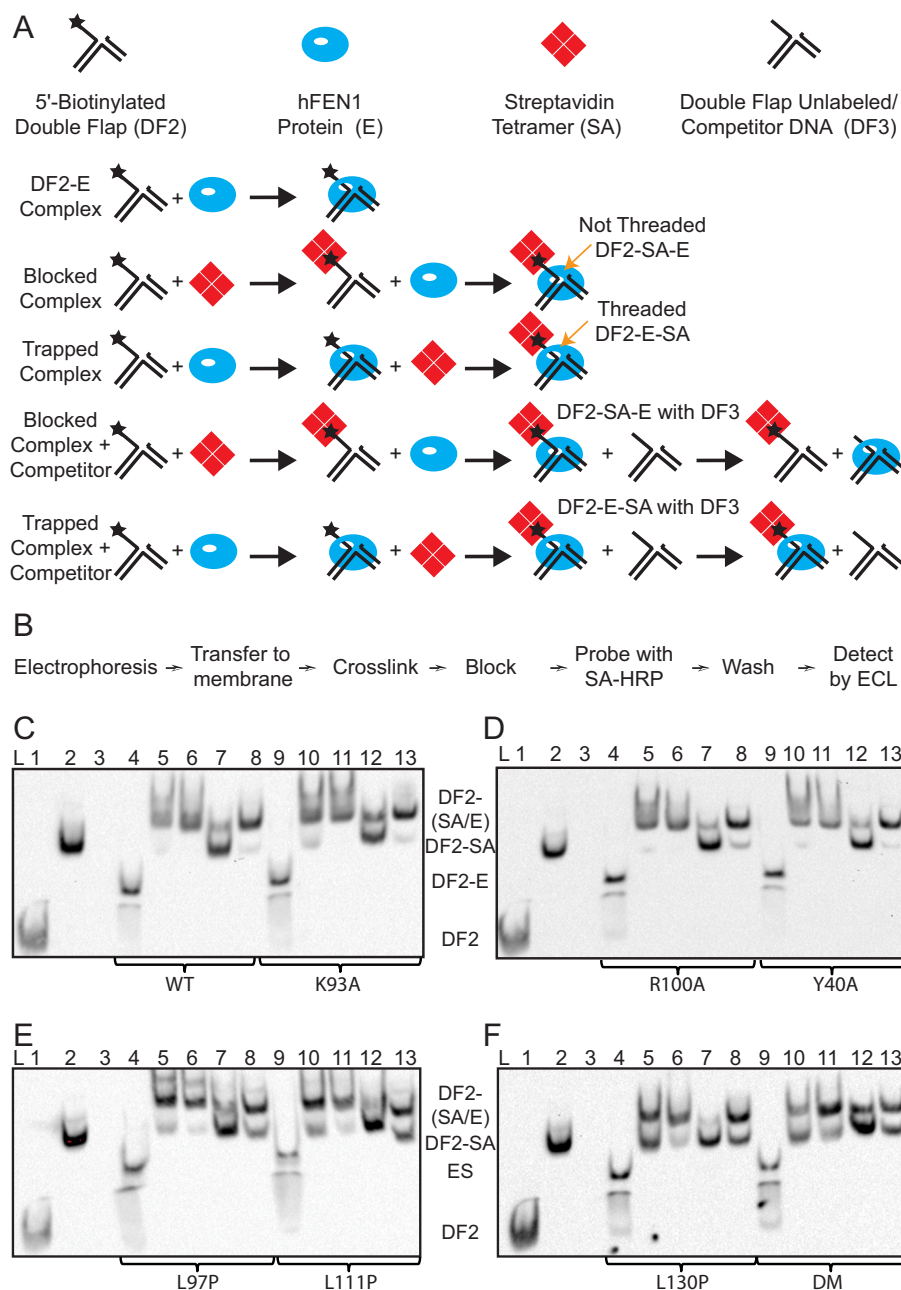 A
5'-Biotinylated
Double Flap (DF2)
hFEN1
Protein (E)
Streptavidin
Tetramer (SA)
Double Flap Unlabeled/
Competitor DNA (DF3)
DF2-E
Complex
+
Blocked
Complex
+
+
Not Threaded
DF2-SA-E
Trapped
Complex
+
+
Threaded
DF2-E-SA
Blocked
Complex +
Competitor
+
+
DF2-SA-E with DF3
+
+
Trapped
Complex +
Competitor
+
+
DF2-E-SA with DF3
+
+
B
Electrophoresis
Transfer to
membrane
Crosslink
Block
Probe with
SA-HRP
Wash
Detect
by ECL
C
L 1 2 3 4 5 6 7 8 9 10 11 12 13
DF2-
(SA/E)
DF2-SA
DF2-E
DF2
WT
K93A
D
L 1 2 3 4 5 6 7 8 9 10 11 12 13
R100A
Y40A
E
L 1 2 3 4 5 6 7 8 9 10 11 12 13
DF2-
(SA/E)
DF2-SA
ES
DF2
L97P
L111P
F
L 1 2 3 4 5 6 7 8 9 10 11 12 13
L130P
DM